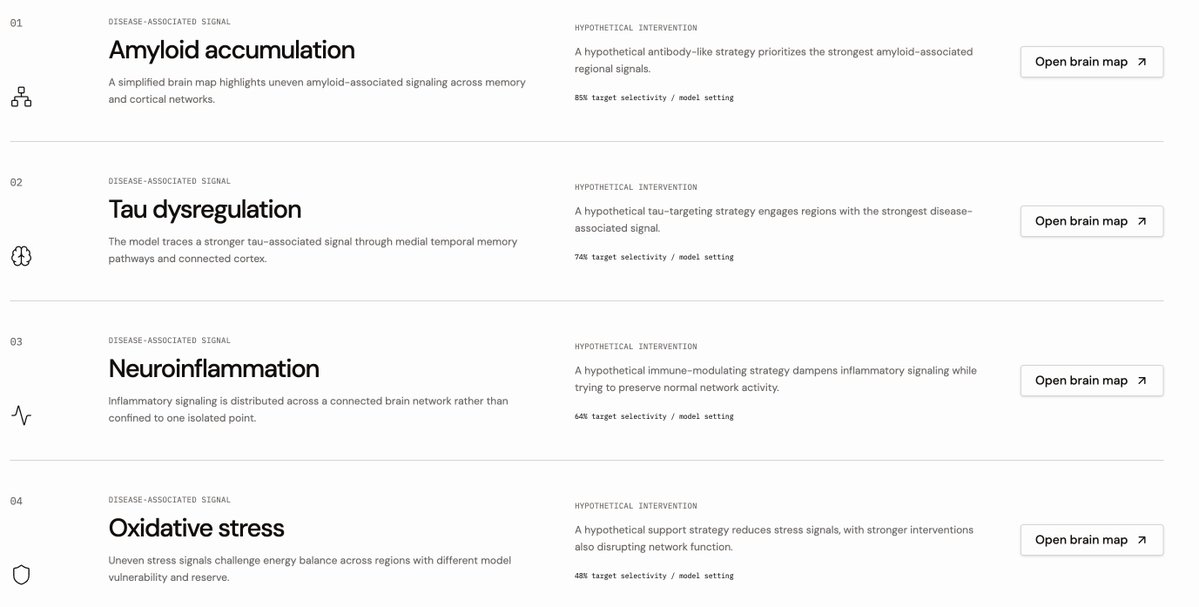 01
DISEASE-ASSOCIATED SIGNAL
Amyloid accumulation
A simplified brain map highlights uneven amyloid-associated signaling across memory
and cortical networks.
HYPOTHETICAL INTERVENTION
A hypothetical antibody-like strategy prioritizes the strongest amyloid-associated
regional signals.
85% target selectivity / model setting
Open brain map
02
DISEASE-ASSOCIATED SIGNAL
Tau dysregulation
The model traces a stronger tau-associated signal through medial temporal memory
pathways and connected cortex.
HYPOTHETICAL INTERVENTION
A hypothetical tau-targeting strategy engages regions with the strongest disease-
associated signal.
74% target selectivity / model setting
Open brain map
03
DISEASE-ASSOCIATED SIGNAL
Neuroinflammation
Inflammatory signaling is distributed across a connected brain network rather than
confined to one isolated point.
HYPOTHETICAL INTERVENTION
A hypothetical immune-modulating strategy dampens inflammatory signaling while
trying to preserve normal network activity.
64% target selectivity / model setting
Open brain map
04
DISEASE-ASSOCIATED SIGNAL
Oxidative stress
Uneven stress signals challenge energy balance across regions with different model
vulnerability and reserve.
HYPOTHETICAL INTERVENTION
A hypothetical support strategy reduces stress signals, with stronger interventions
also disrupting network function.
48% target selectivity / model setting
Open brain map